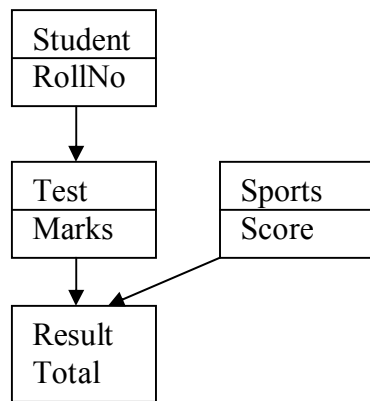 Student
RollNo
Test
Marks
Sports
Score
Result
Total